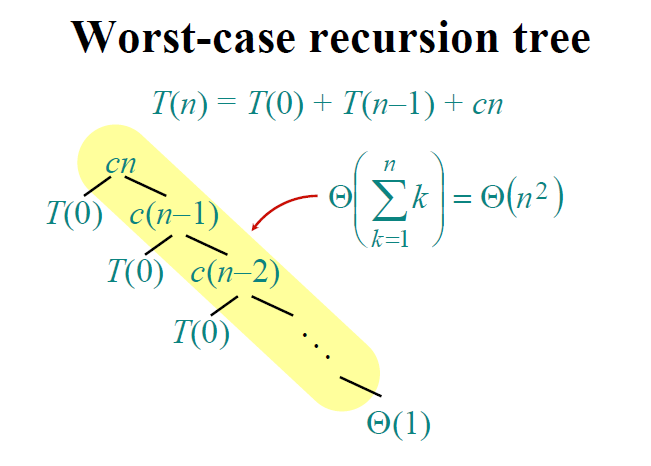 Worst-case recursion tree
T(n) = T(0) + T(n–1) + cn
cn
T(0) c(n–1)
Θ(∑_{k=1}^{n} k) = Θ(n²)
T(0) c(n–2)
T(0) ⋱
Θ(1)